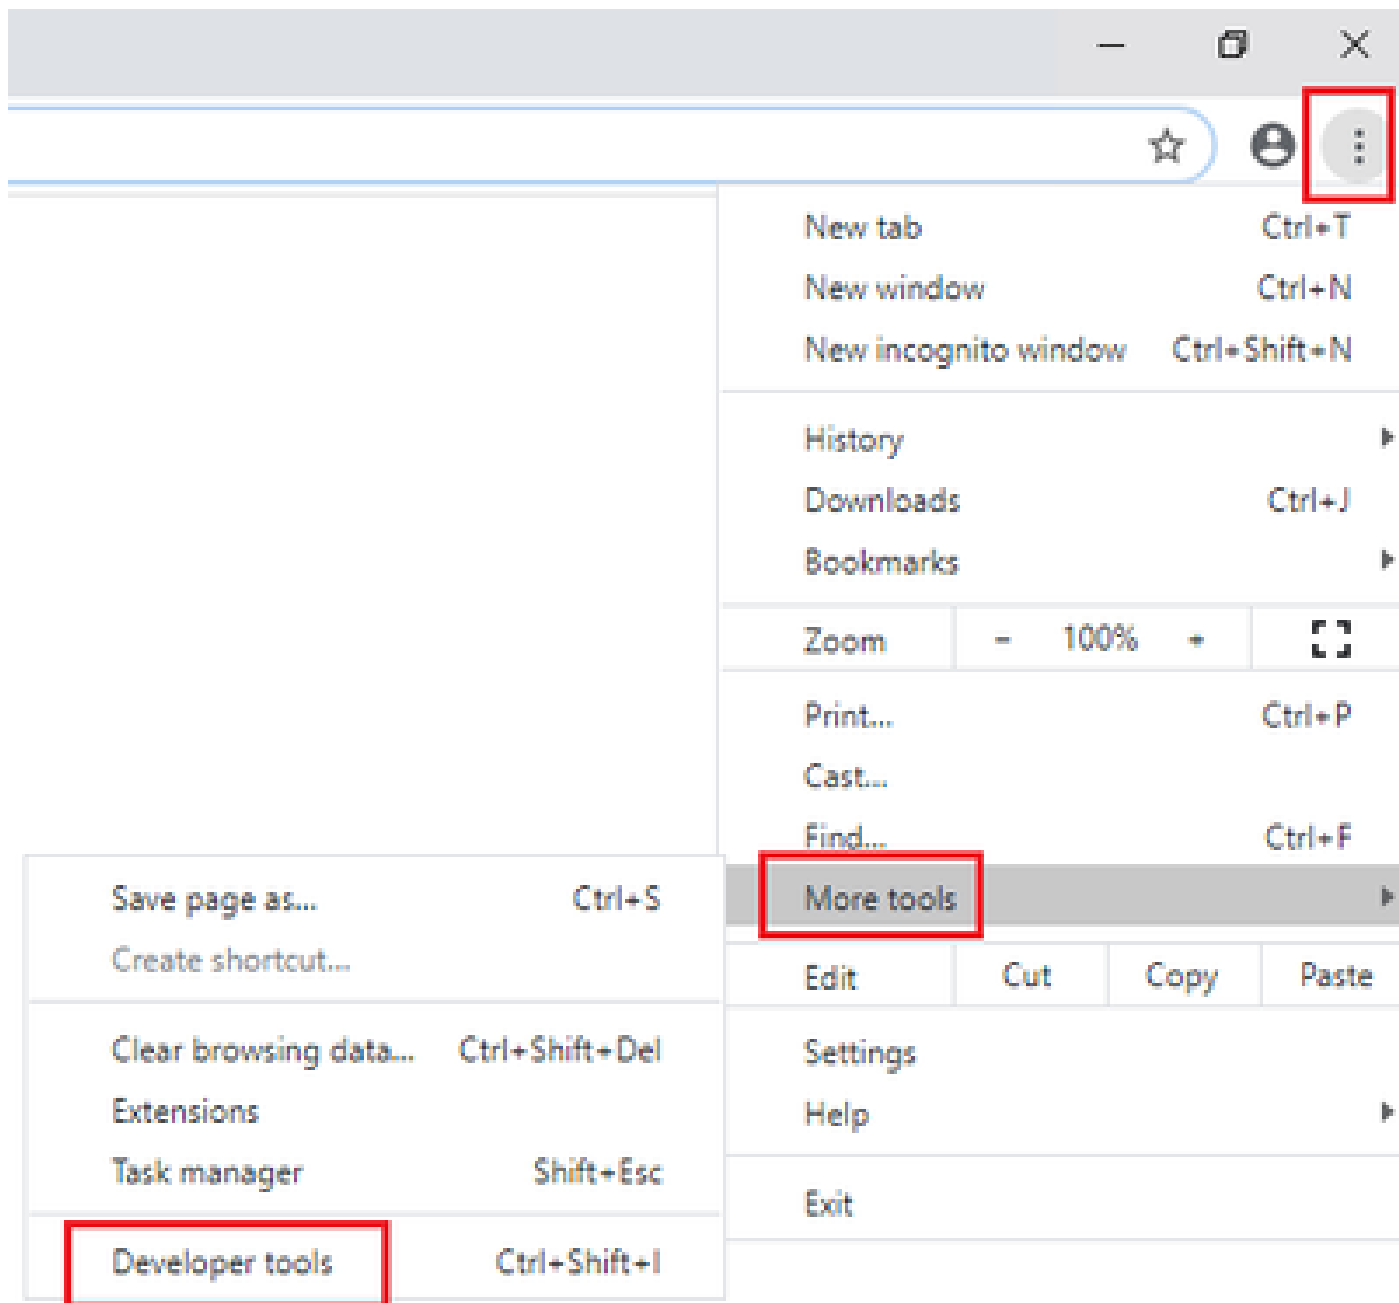 New tab Ctrl+T
New window Ctrl+N
New incognito window Ctrl+Shift+N
History
Downloads Ctrl+J
Bookmarks
Zoom - 100% +
Print... Ctrl+P
Cast...
Find... Ctrl+F
More tools
Edit Cut Copy Paste
Settings
Help
Exit
Save page as... Ctrl+S
Create shortcut...
Clear browsing data... Ctrl+Shift+Del
Extensions
Task manager Shift+Esc
Developer tools Ctrl+Shift+I